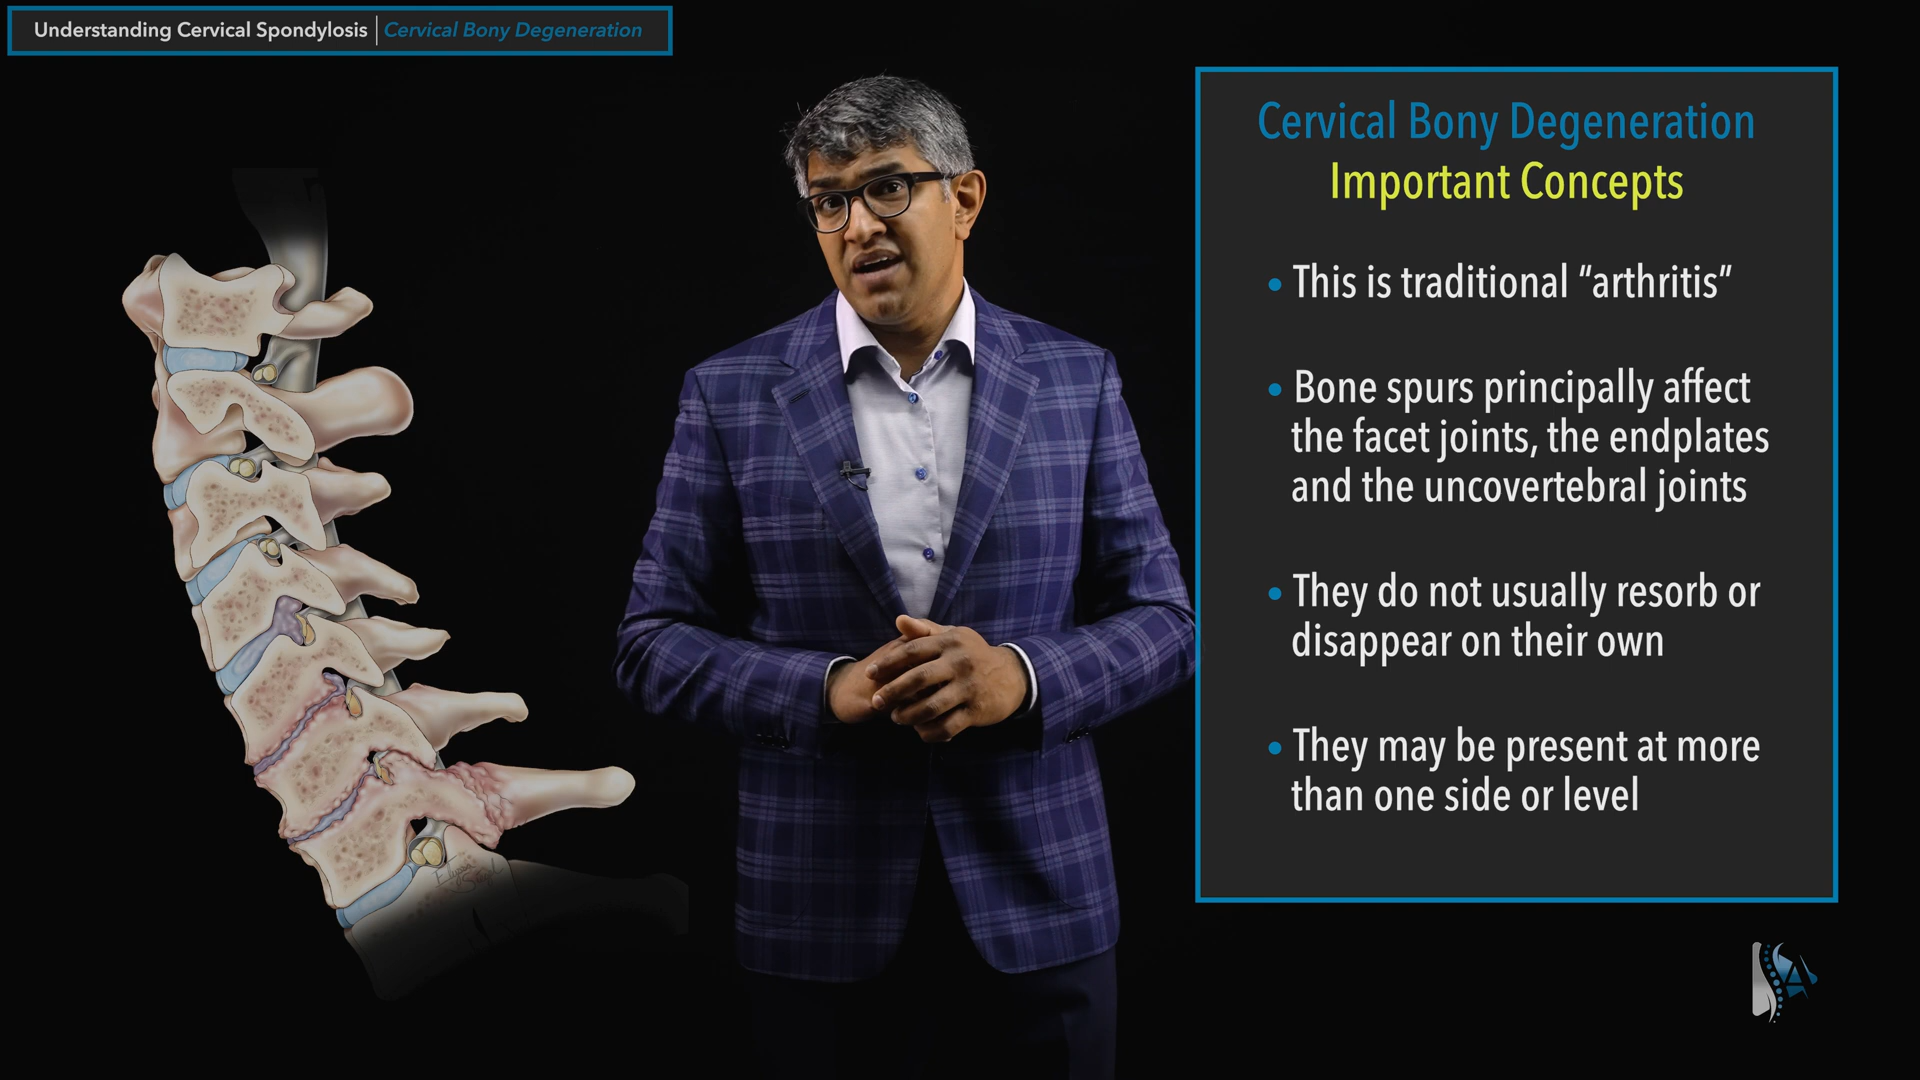 Understanding Cervical Spondylosis | Cervical Bony Degeneration
Cervical Bony Degeneration
Important Concepts
• This is traditional “arthritis”
• Bone spurs principally affect
the facet joints, the endplates
and the uncovertebral joints
• They do not usually resorb or
disappear on their own
• They may be present at more
than one side or level